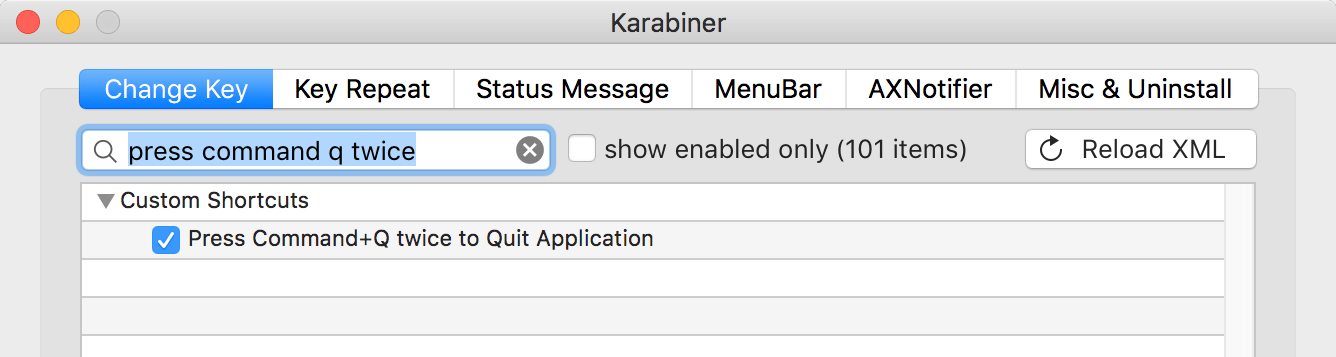 Karabiner
Change Key Key Repeat Status Message MenuBar AXNotifier Misc & Uninstall
press command q twice show enabled only (101 items) Reload XML
Custom Shortcuts
Press Command+Q twice to Quit Application